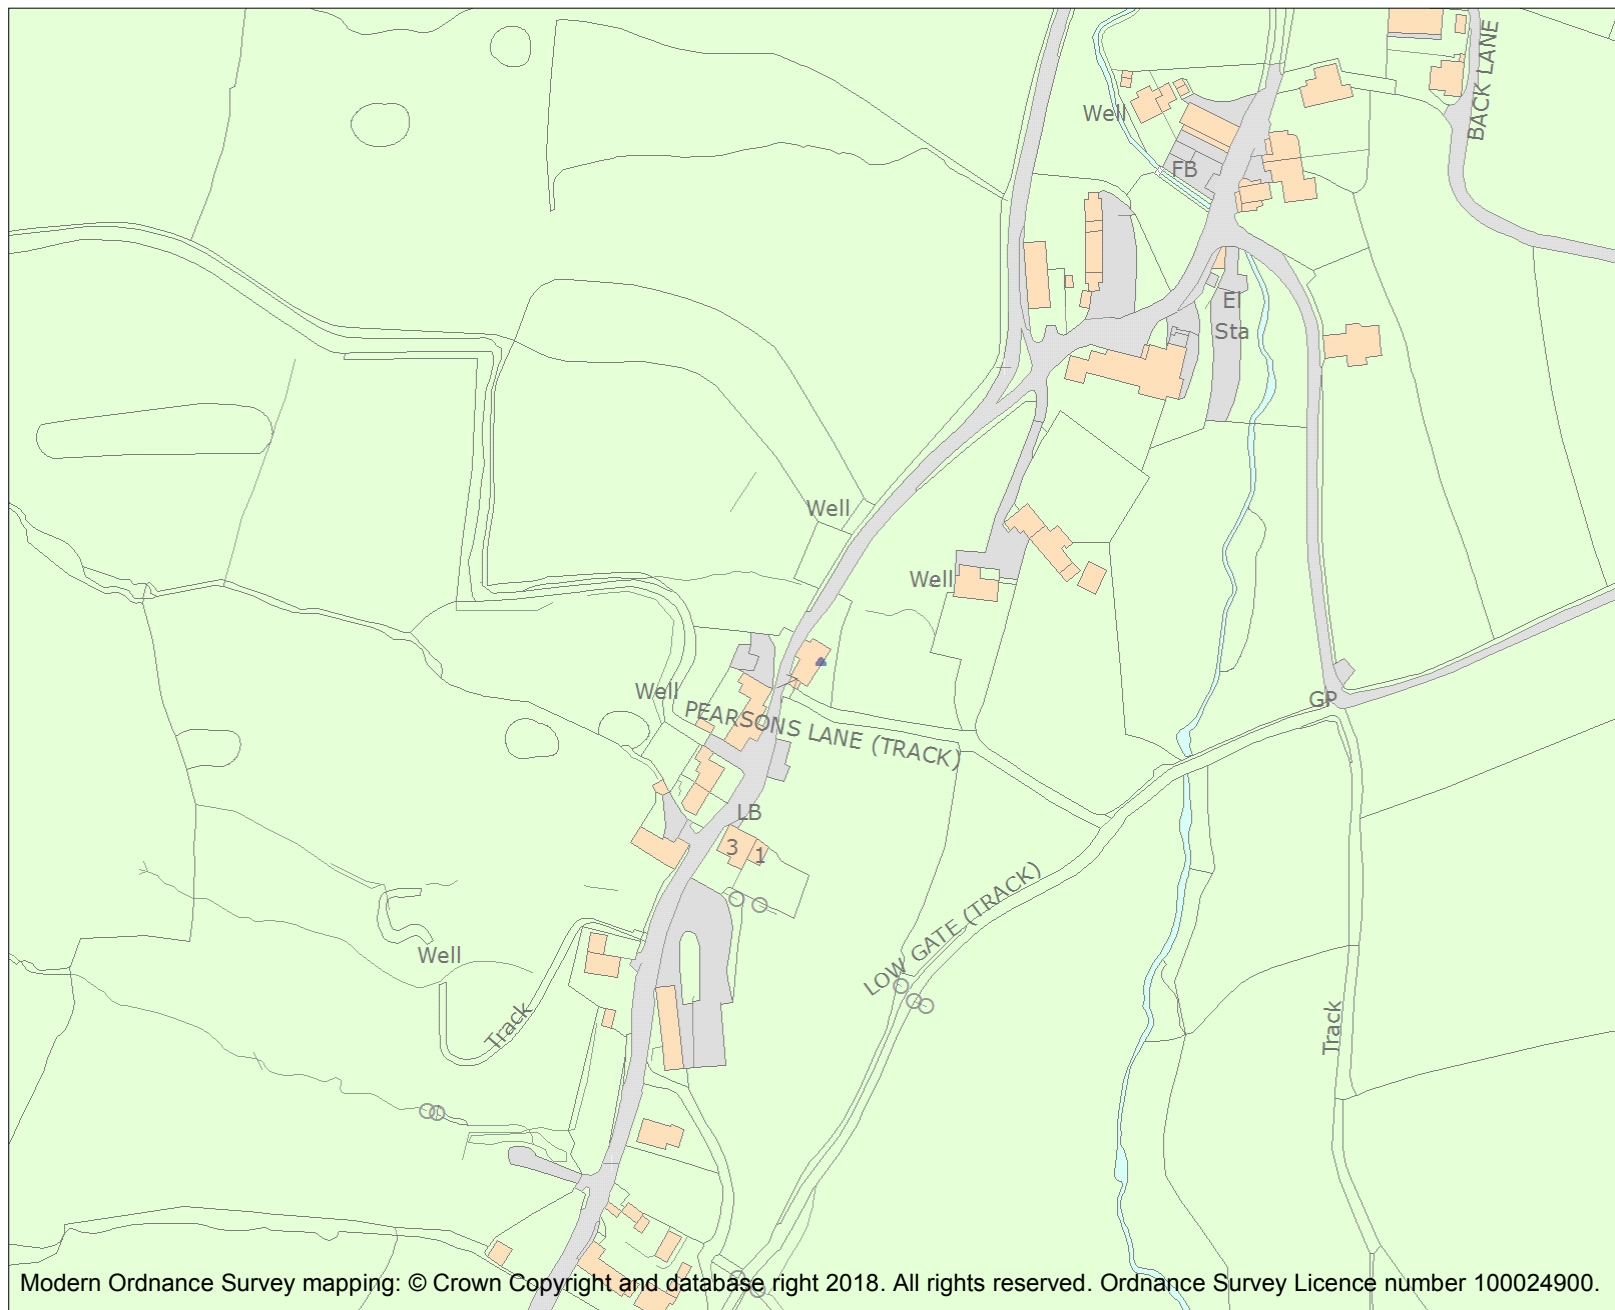 BACK LANE
Well
FB
El
Sta
Well
Well
Well
PEARSONS LANE (TRACK)
GP
LB
3
1
LOW GATE (TRACK)
Well
Track
Track
Modern Ordnance Survey mapping: © Crown Copyright and database right 2018. All rights reserved. Ordnance Survey Licence number 100024900.